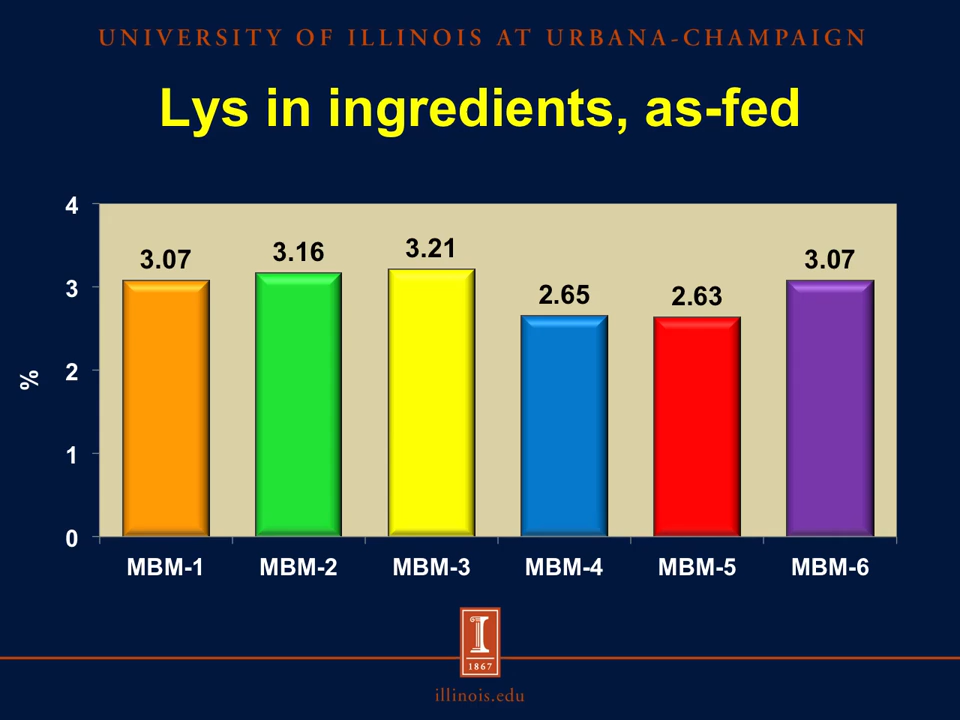 UNIVERSITY OF ILLINOIS AT URBANA-CHAMPAIGN
Lys in ingredients, as-fed
4
3
2
1
0
%
3.07
3.16
3.21
2.65
2.63
3.07
MBM-1 MBM-2 MBM-3 MBM-4 MBM-5 MBM-6
I
1867
illinois.edu